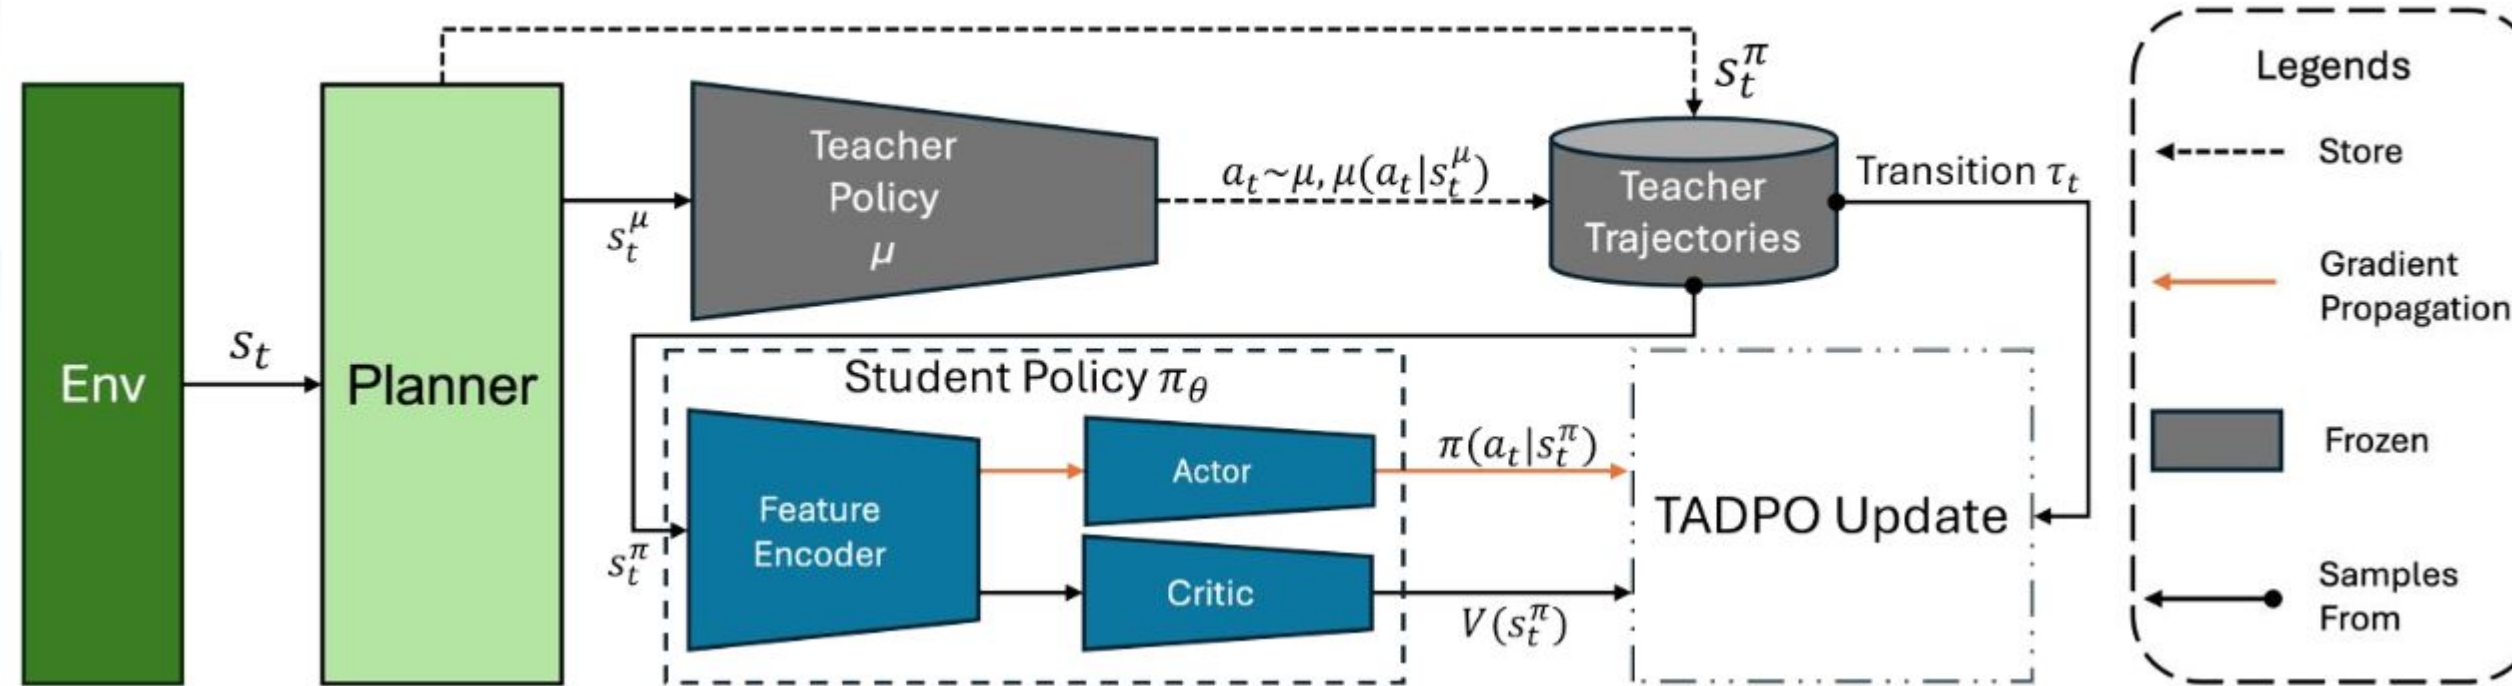 Env
s_t
Planner
s_t^μ
Teacher
Policy
μ
a_t~μ, μ(a_t|s_t^μ)
s_t^π
Teacher
Trajectories
Transition τ_t
s_t^π
Student Policy π_θ
Feature
Encoder
Actor
Critic
π(a_t|s_t^π)
V(s_t^π)
TADPO Update
Legends
Store
Gradient
Propagation
Frozen
Samples
From